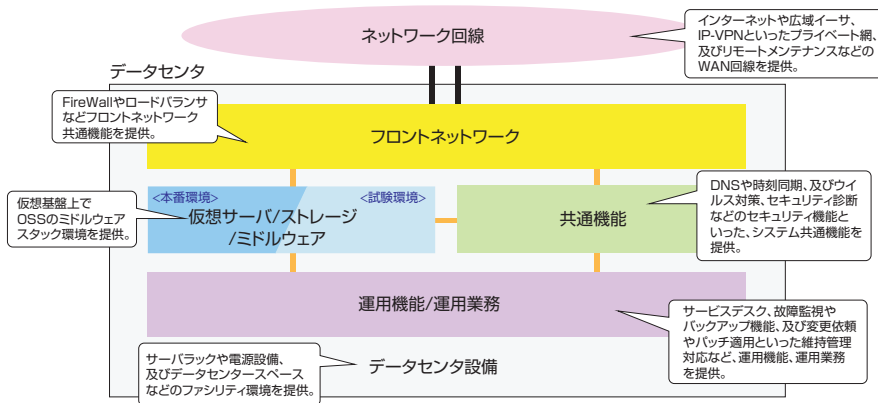 ネットワーク回線
インターネットや広域イーサ、
IP-VPNといったプライベート網、
及びリモートメンテナンスなどの
WAN回線を提供。
データセンタ
FireWallやロードバランサ
などフロントネットワーク
共通機能を提供。
フロントネットワーク
仮想基盤上で
OSSのミドルウェア
スタック環境を提供。
<本番環境>
<試験環境>
仮想サーバ/ストレージ
/ミドルウェア
共通機能
DNSや時刻同期、及びウイ
ルス対策、セキュリティ診断
などのセキュリティ機能と
いった、システム共通機能を
提供。
運用機能/運用業務
サービスデスク、故障監視や
バックアップ機能、及び変更依頼
やパッチ適用といった維持管理
対応など、運用機能、運用業務
を提供。
サーバラックや電源設備、
及びデータセンタースペース
などのファシリティ環境を提供。
データセンタ設備